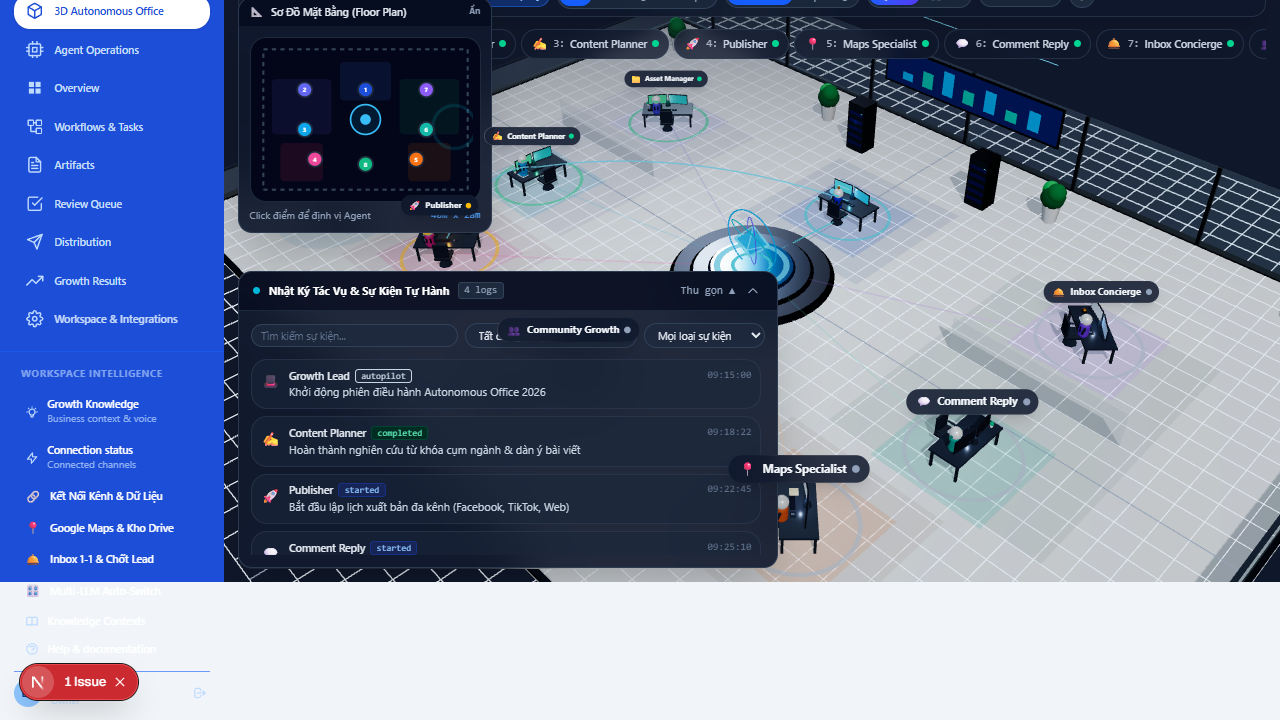 3D Autonomous Office
Agent Operations
Overview
Workflows & Tasks
Artifacts
Review Queue
Distribution
Growth Results
Workspace & Integrations
WORKSPACE INTELLIGENCE
Growth Knowledge
Business context & voice
Connection status
Connected channels
Kết Nối Kênh & Dữ Liệu
Google Maps & Kho Drive
Inbox 1-1 & Chốt Lead
Multi-LLM Auto-Switch
Knowledge Contexts
Help & documentation
1 Issue
Sơ Đồ Mặt Bằng (Floor Plan)
Ẩn
2
1
7
3
6
4
8
5
Click điểm để định vị Agent
3: Content Planner
4: Publisher
5: Maps Specialist
6: Comment Reply
7: Inbox Concierge
Asset Manager
Content Planner
Publisher
Inbox Concierge
Comment Reply
Maps Specialist
Community Growth
Nhật Ký Tác Vụ & Sự Kiện Tự Hành
4 logs
Thu gọn ▲
Tìm kiếm sự kiện...
Mọi loại sự kiện
Growth Lead autopilot 09:15:00
Khởi động phiên điều hành Autonomous Office 2026
Content Planner completed 09:18:22
Hoàn thành nghiên cứu từ khóa cụm ngành & dàn ý bài viết
Publisher started 09:22:45
Bắt đầu lập lịch xuất bản đa kênh (Facebook, TikTok, Web)
Comment Reply started 09:25:10